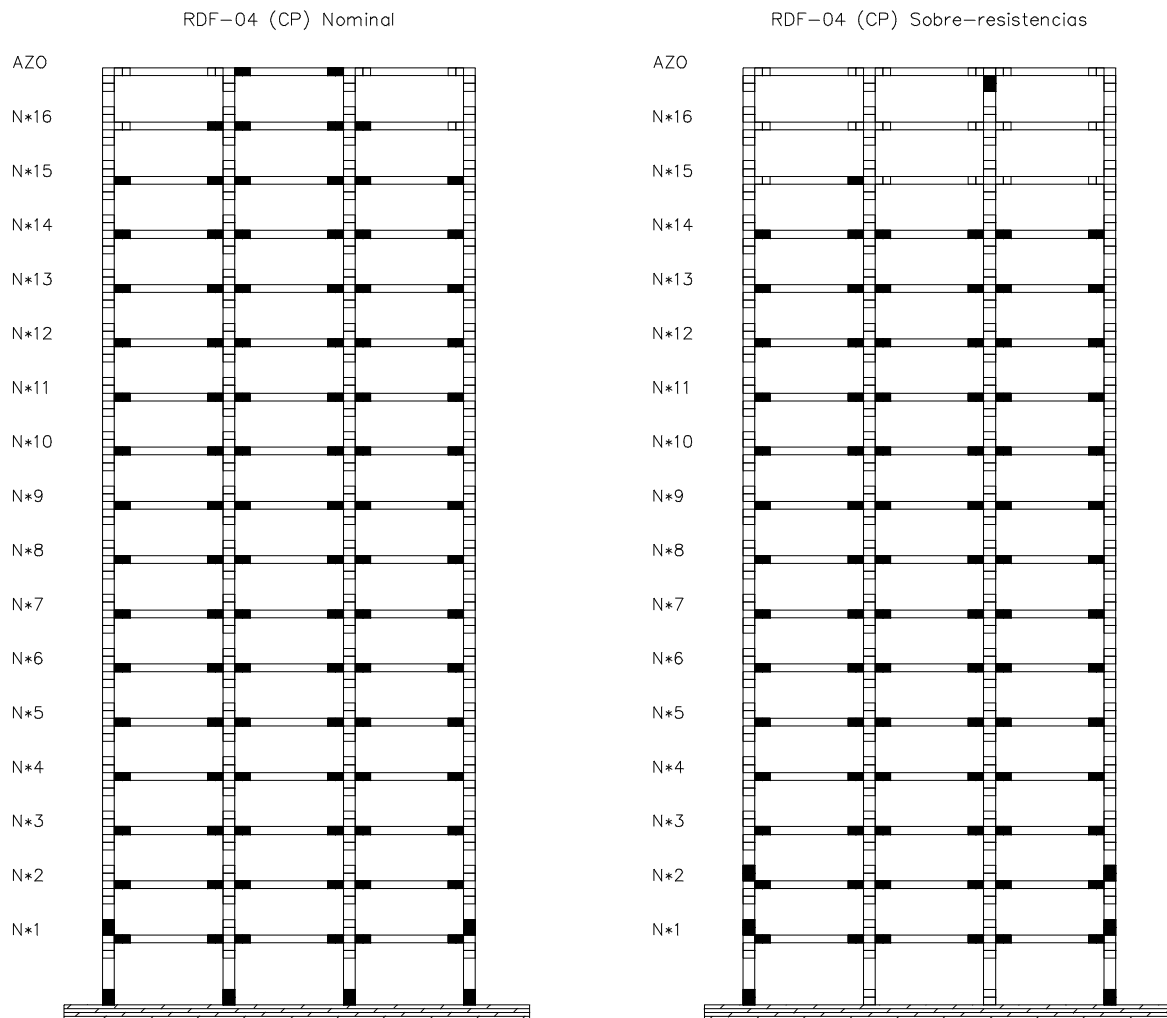 RDF-04 (CP) Nominal
AZO
N*16
N*15
N*14
N*13
N*12
N*11
N*10
N*9
N*8
N*7
N*6
N*5
N*4
N*3
N*2
N*1
RDF-04 (CP) Sobre-resistencias
AZO
N*16
N*15
N*14
N*13
N*12
N*11
N*10
N*9
N*8
N*7
N*6
N*5
N*4
N*3
N*2
N*1